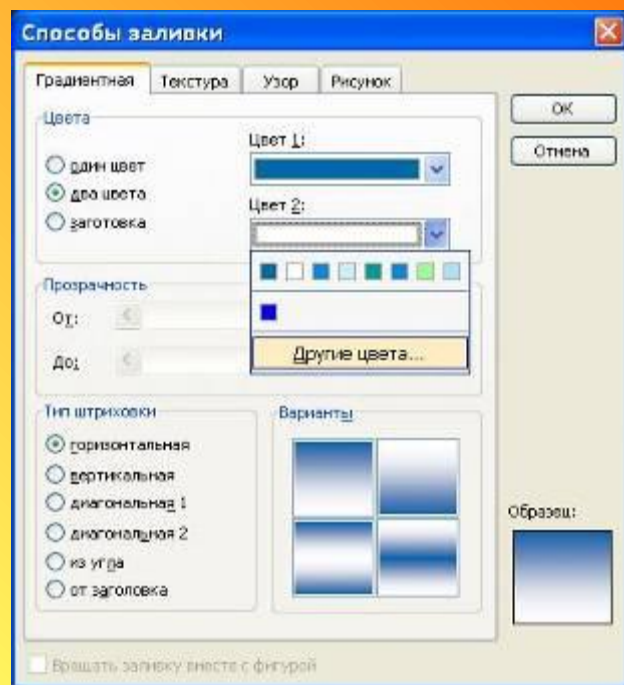 Способы заливки
Градиентная Текстура Узор Рисунок
ОК
Отмена
Цвета
один цвет
два цвета
заготовка
Цвет 1:
Цвет 2:
Другие цвета...
Прозрачность
От:
До:
Тип штриховки
горизонтальная
вертикальная
диагональная 1
диагональная 2
из угла
от заголовка
Варианты
Образец:
Вращать заливку вместе с фигурой